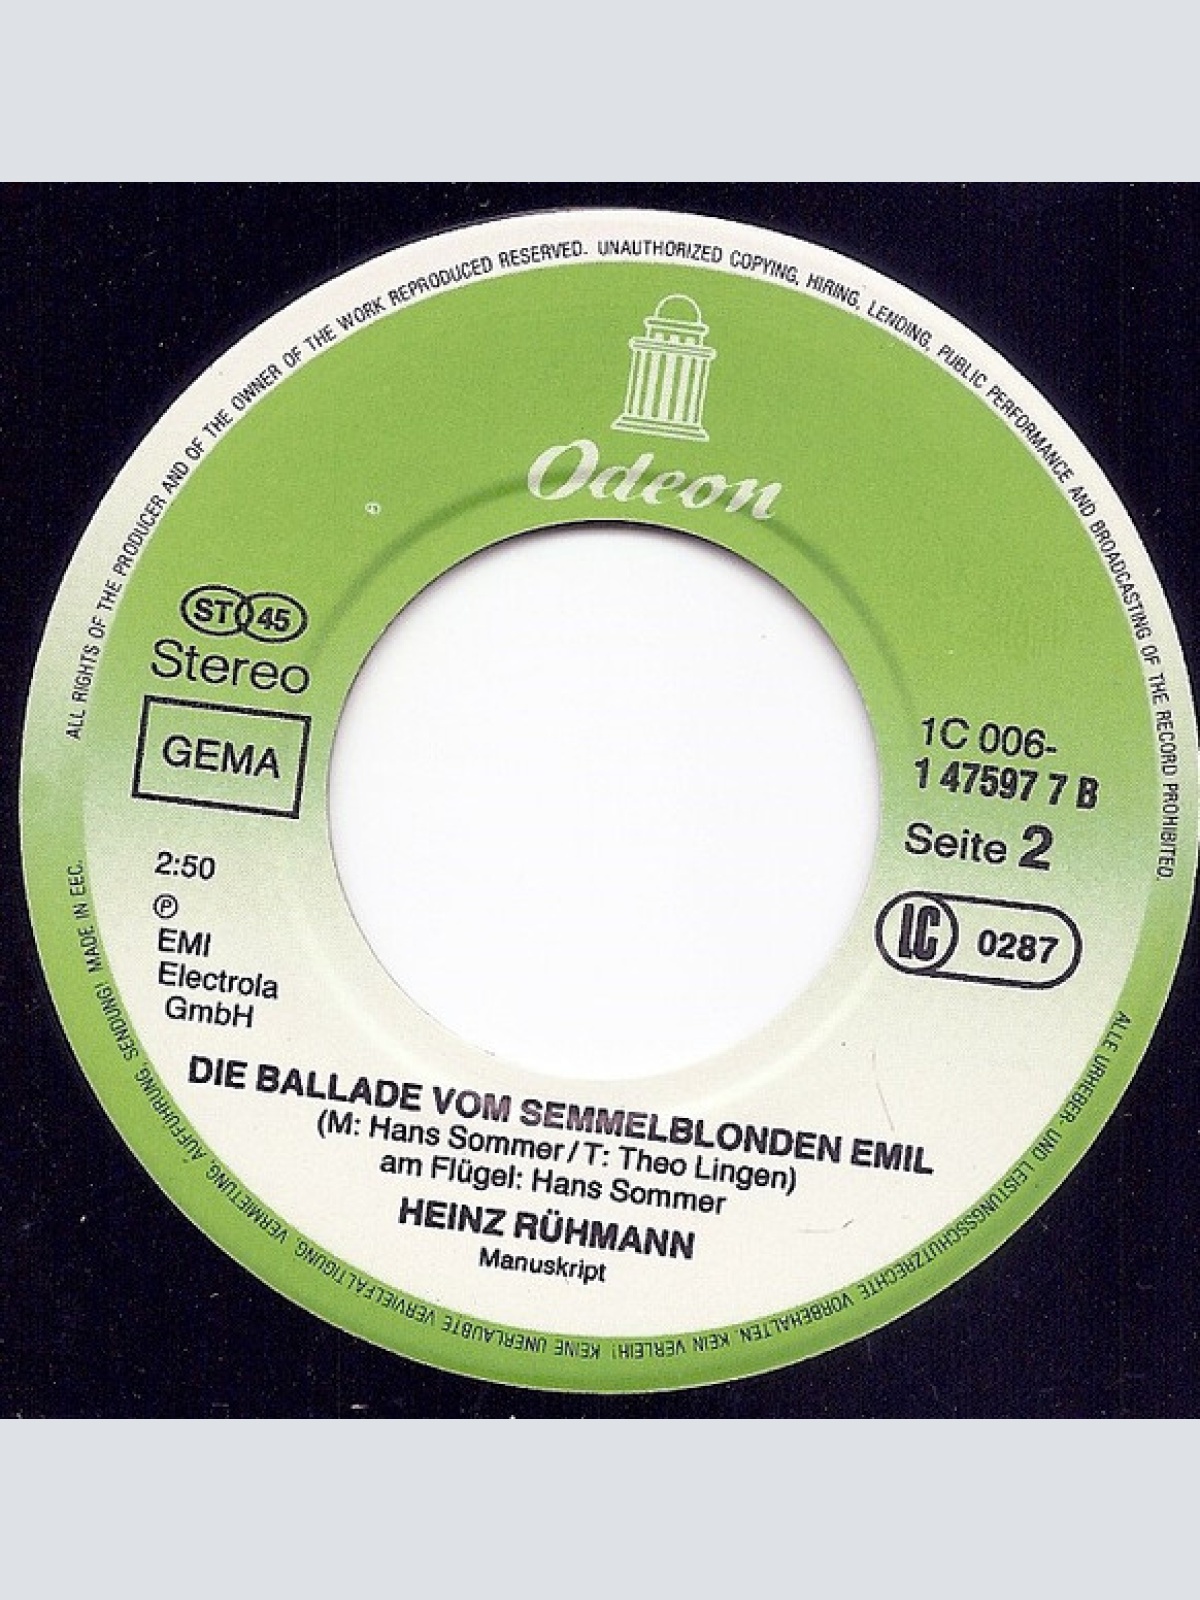 ALL RIGHTS OF THE PRODUCER AND OF THE OWNER OF THE WORK REPRODUCED RESERVED. UNAUTHORIZED COPYING, HIRING, LENDING, PUBLIC PERFORMANCE AND BROADCASTING OF THE RECORD PROHIBITED.
Odeon
ST 45
Stereo
GEMA
1C 006-
1 47597 7 B
Seite 2
LC 0287
2:50
℗
EMI
Electrola
GmbH
DIE BALLADE VOM SEMMELBLONDEN EMIL
(M: Hans Sommer / T: Theo Lingen)
am Flügel: Hans Sommer
HEINZ RÜHMANN
Manuskript
ALLE URHEBER- UND LEISTUNGSSCHUTZRECHTE VORBEHALTEN. KEIN VERLEIH! KEINE UNERLAUBTE VERVIELFÄLTIGUNG, VERMIETUNG, AUFFÜHRUNG, SENDUNG! MADE IN EEC.